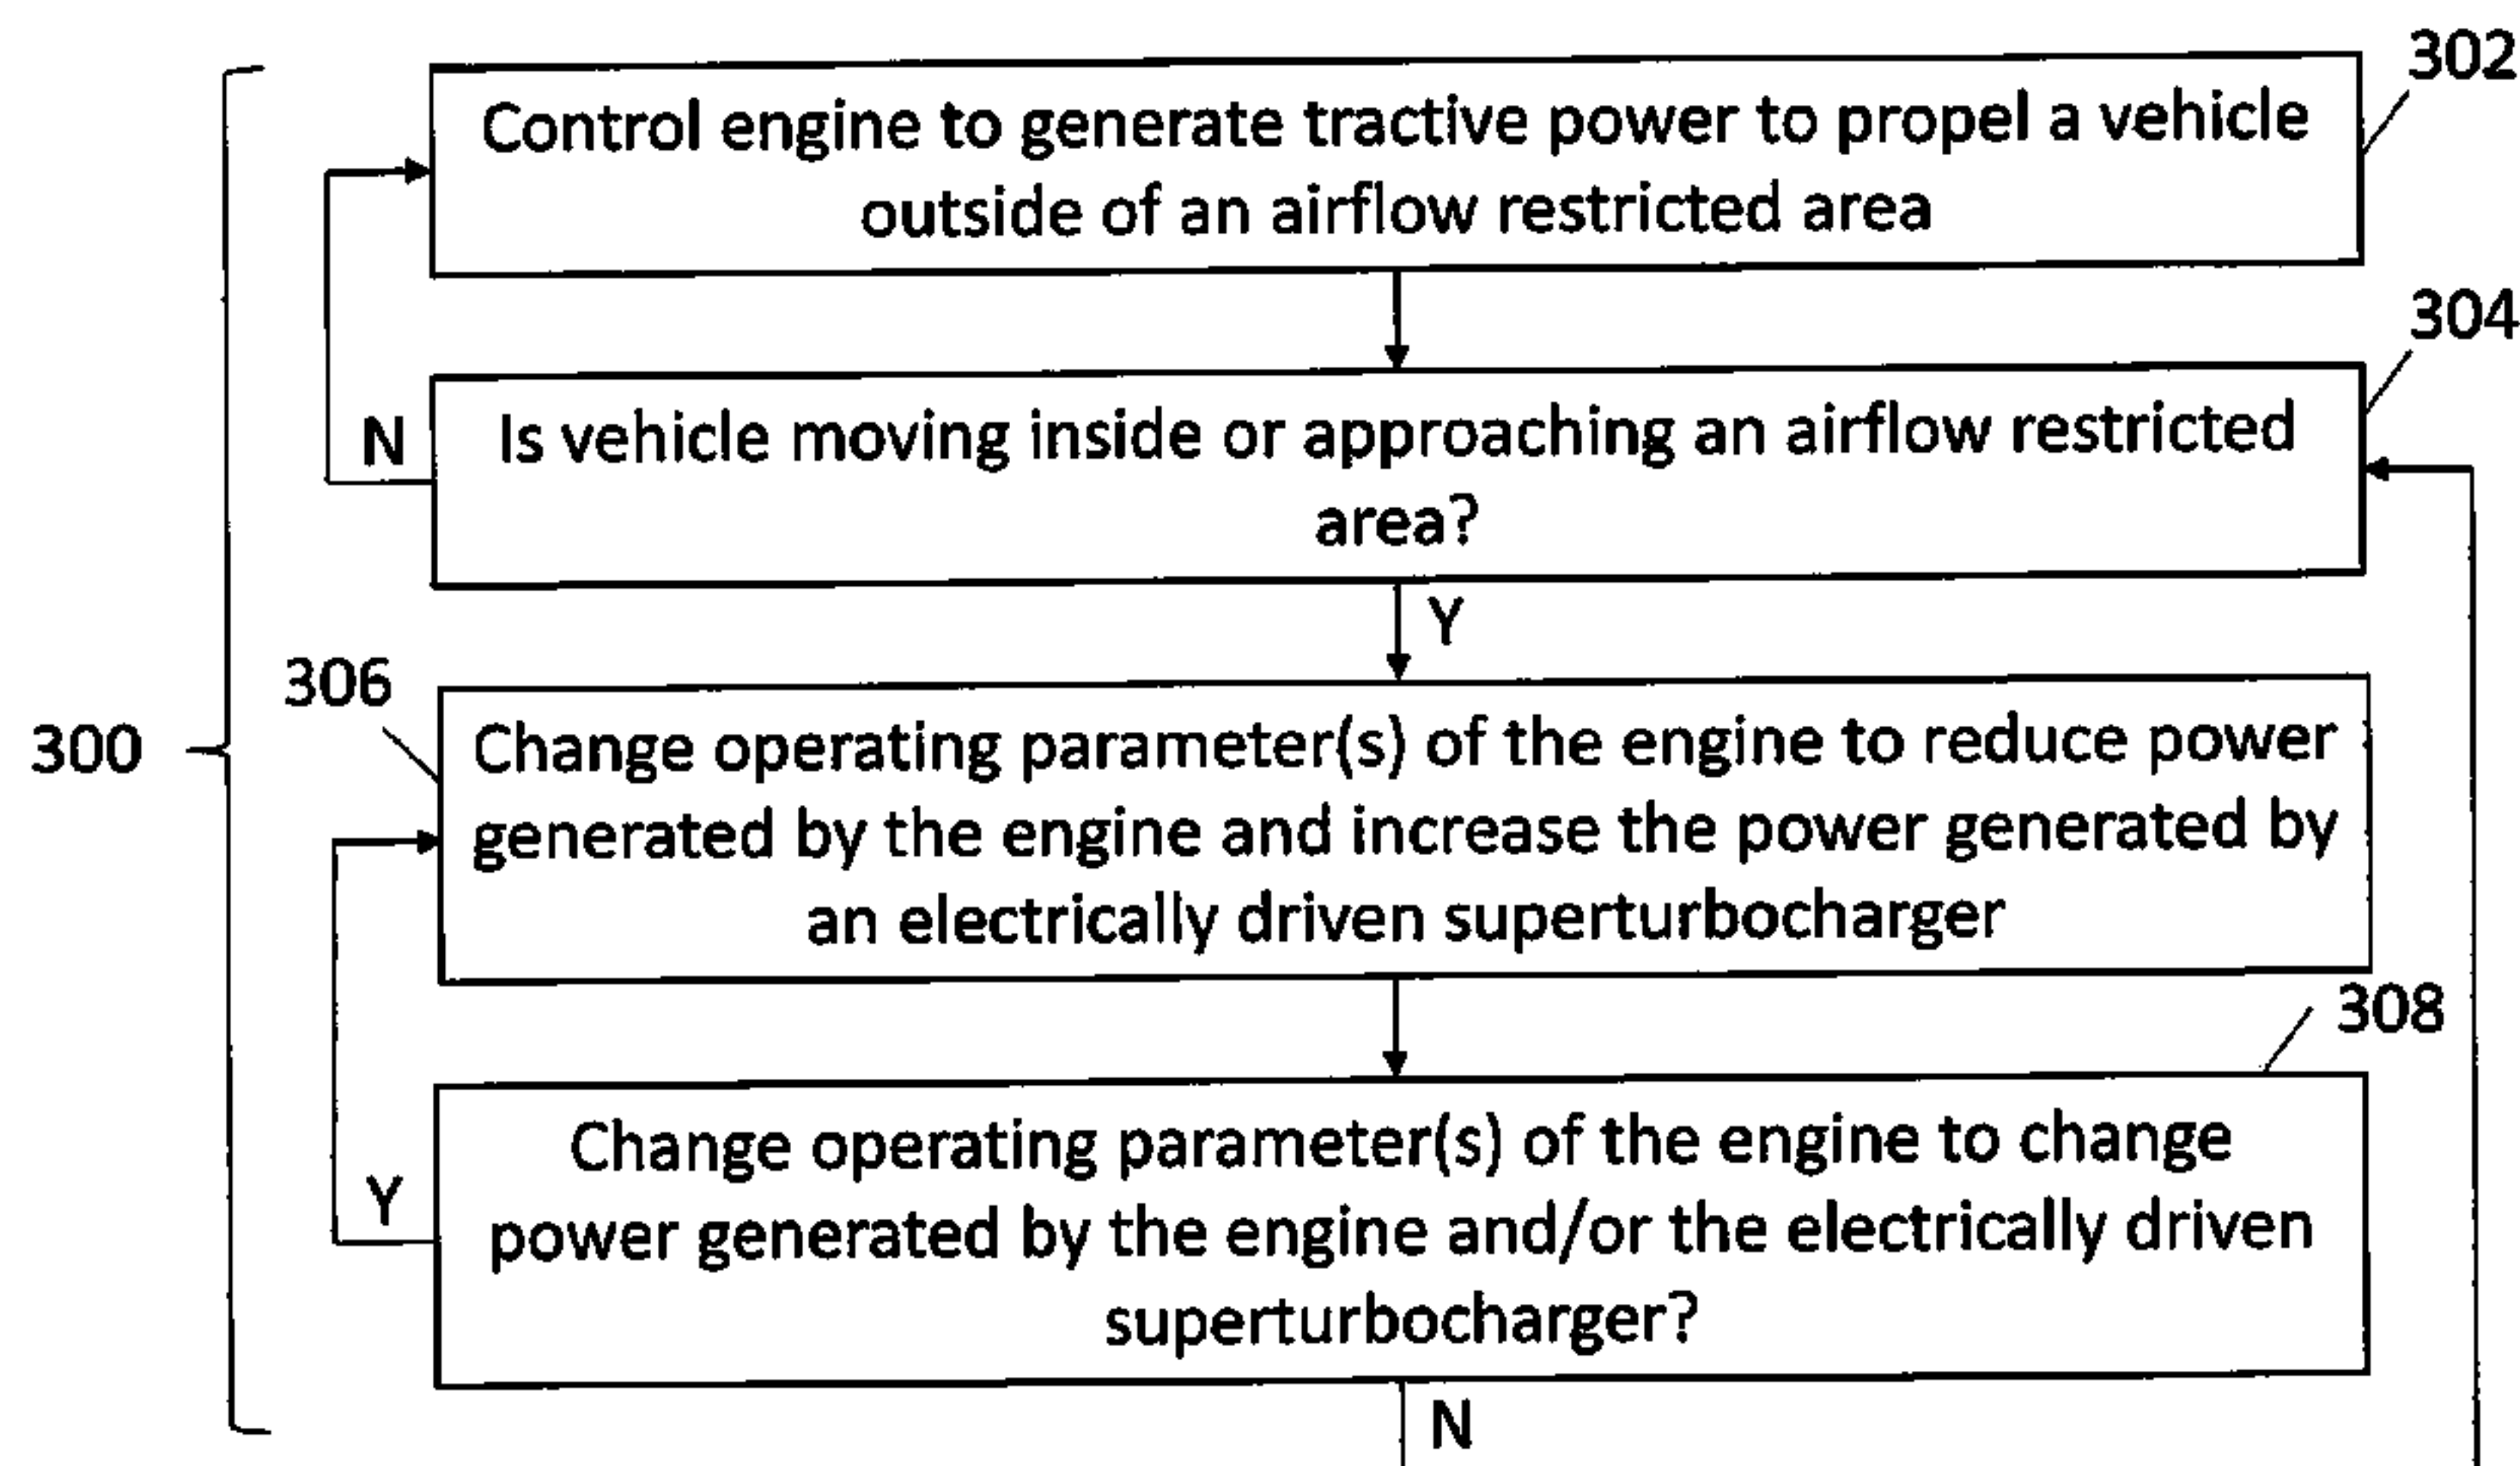 302
Control engine to generate tractive power to propel a vehicle
outside of an airflow restricted area
304
Is vehicle moving inside or approaching an airflow restricted
area?
N
Y
306
300
Change operating parameter(s) of the engine to reduce power
generated by the engine and increase the power generated by
an electrically driven superturbocharger
308
Change operating parameter(s) of the engine to change
power generated by the engine and/or the electrically driven
superturbocharger?
Y
N